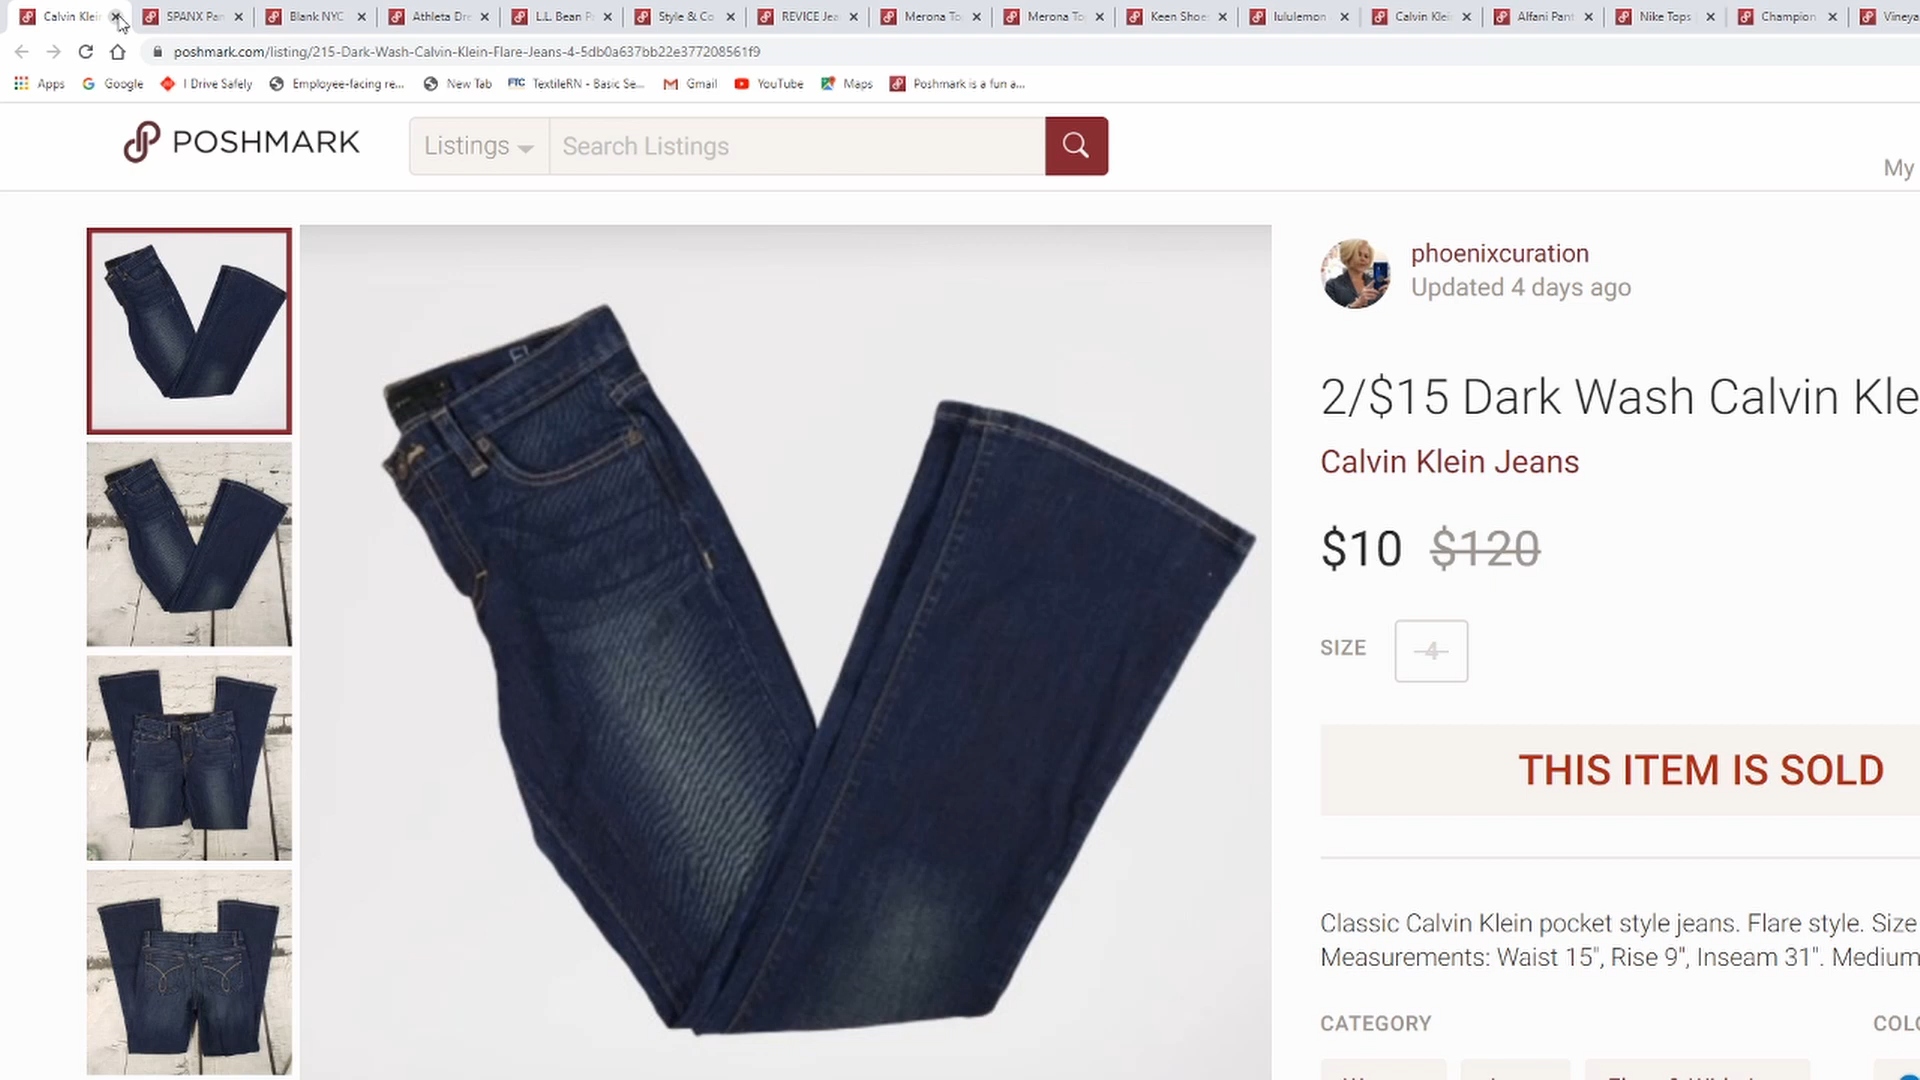 Calvin Klei
SPANX Pan
Blank NYC
Athleta Dre
L.L. Bean P
Style & Co
REVICE Jea
Merona To
Merona To
Keen Shoe
lululemon
Calvin Klei
Alfani Pant
Nike Tops
Champion
Vineya
poshmark.com/listing/215-Dark-Wash-Calvin-Klein-Flare-Jeans-4-5db0a637bb22e377208561f9
Apps
Google
I Drive Safely
Employee-facing re...
New Tab
FTC
TextileRN - Basic Se...
Gmail
YouTube
Maps
Poshmark is a fun a...
POSHMARK
Listings
Search Listings
My
phoenixcuration
Updated 4 days ago
2/$15 Dark Wash Calvin Kle
Calvin Klein Jeans
$10 $120
SIZE 4
THIS ITEM IS SOLD
Classic Calvin Klein pocket style jeans. Flare style. Size
Measurements: Waist 15", Rise 9", Inseam 31". Medium
CATEGORY
COLO